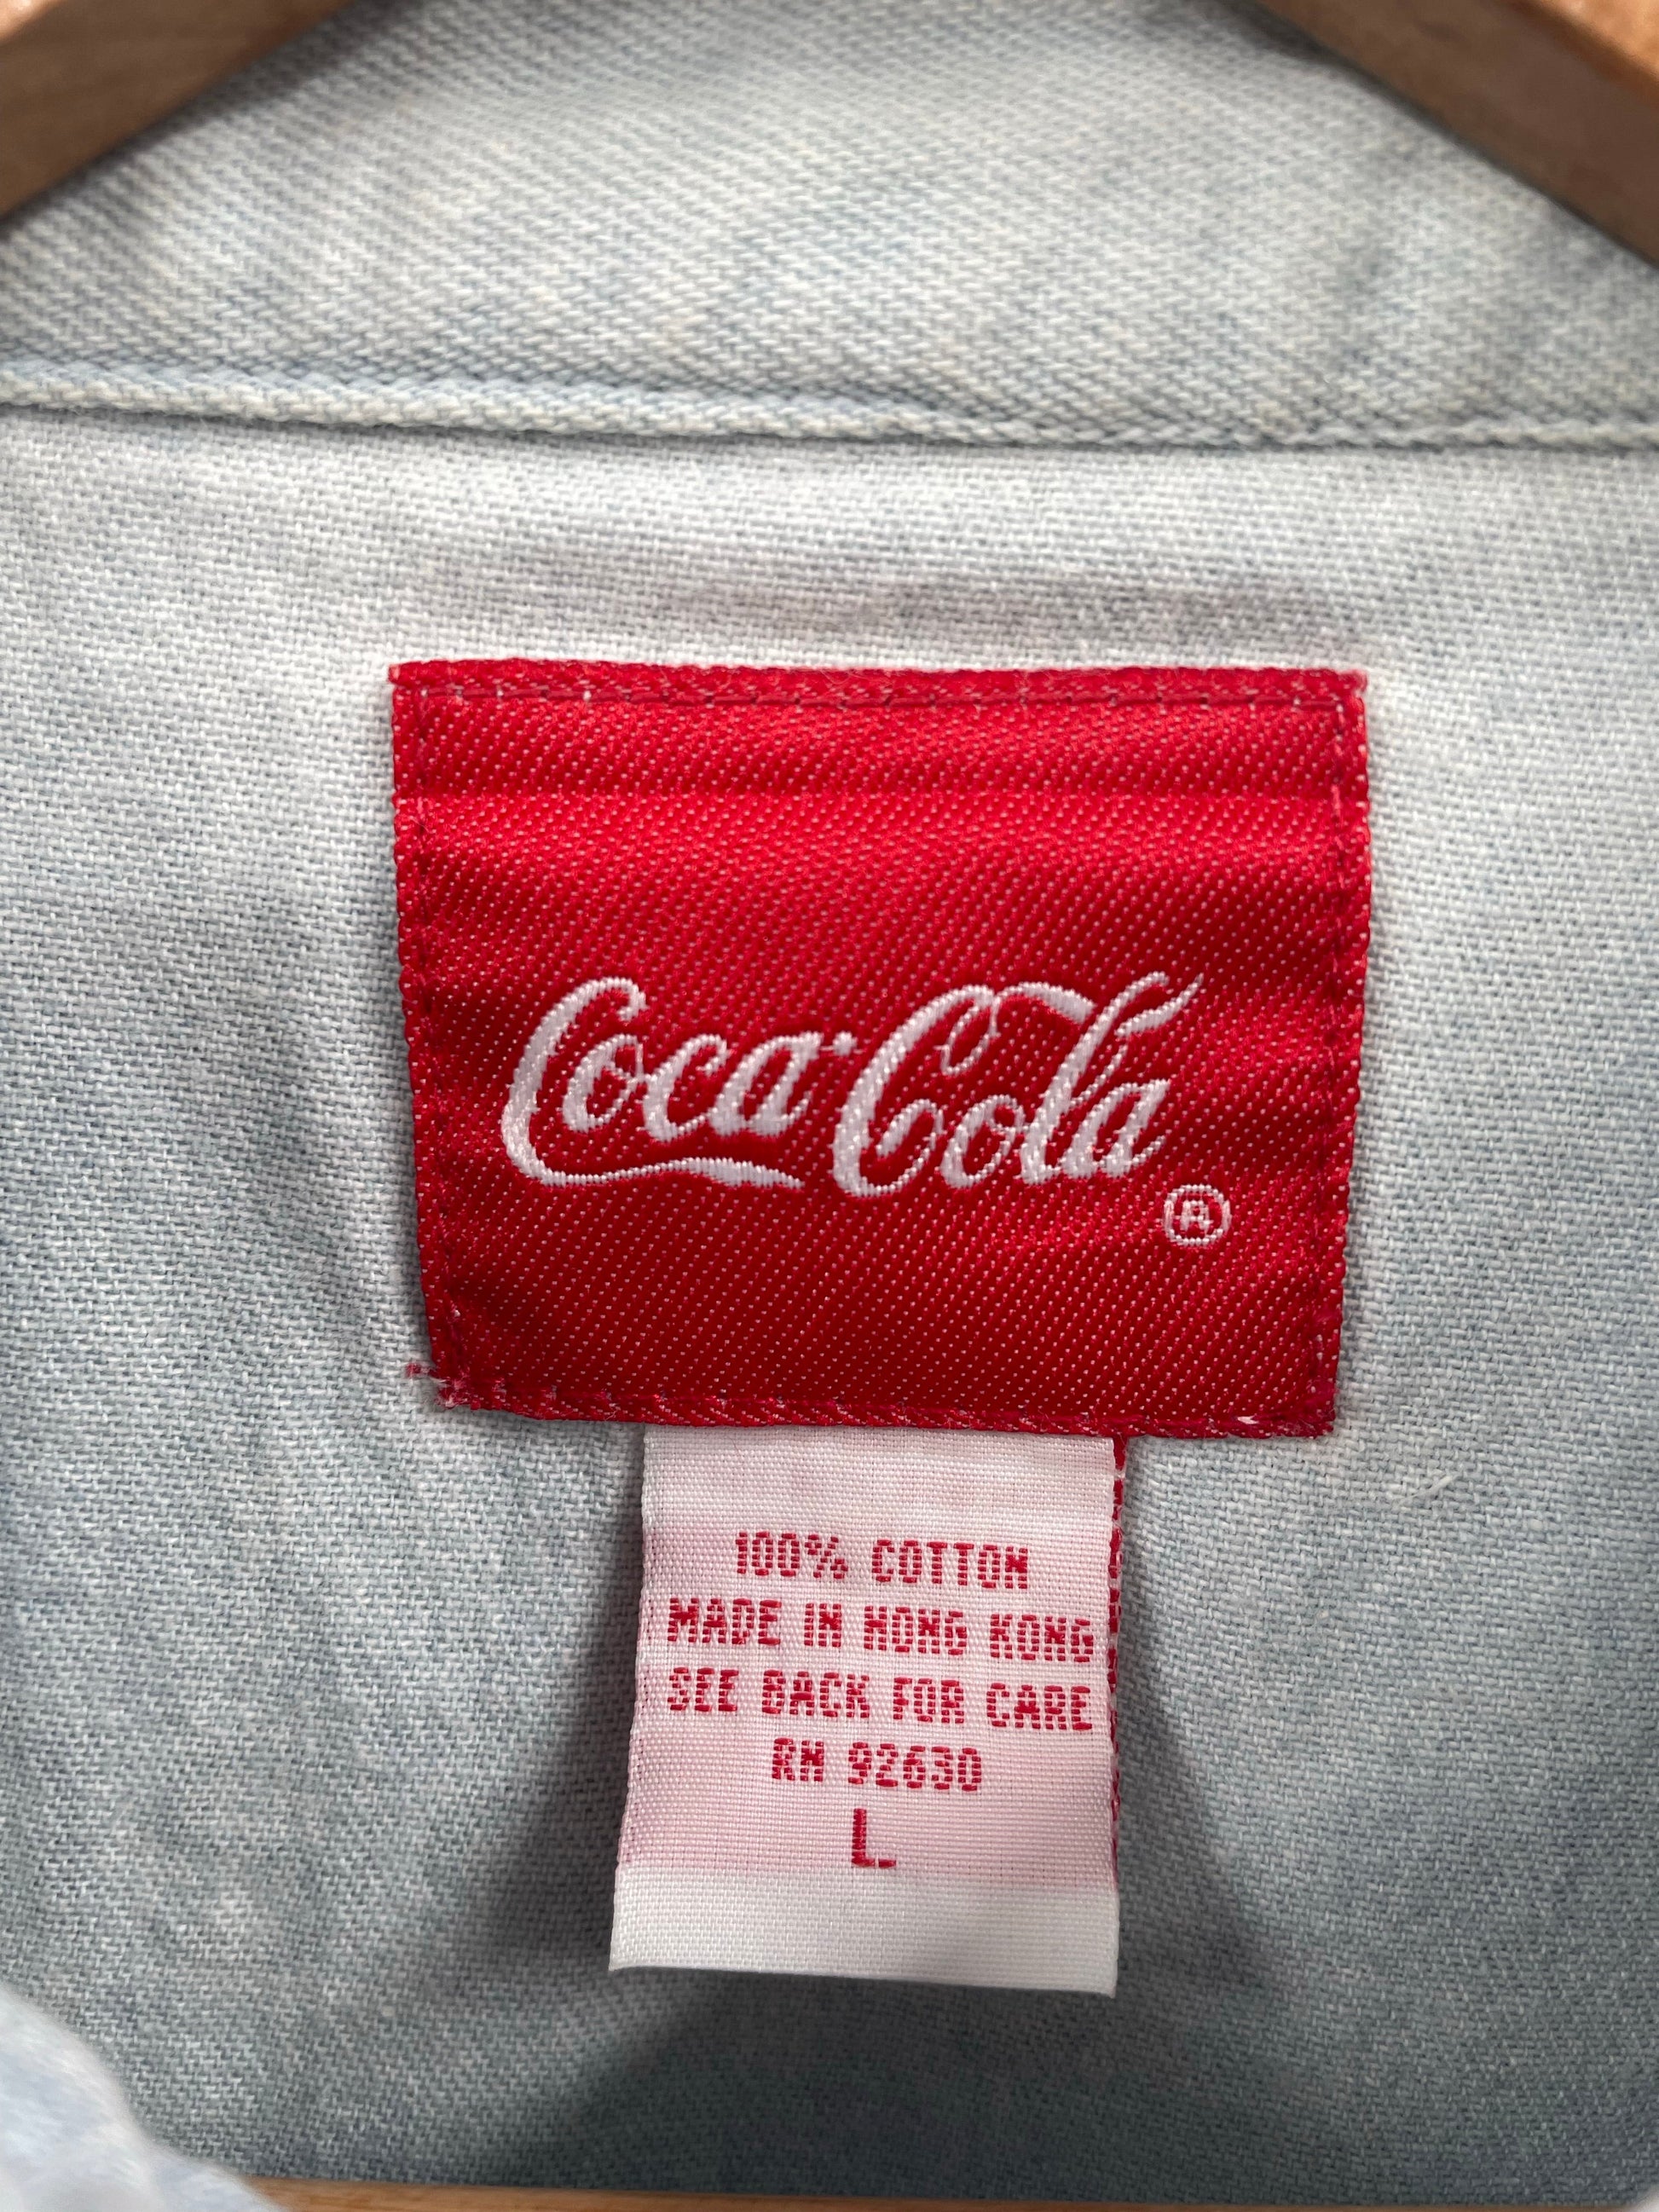 Coca-Cola
®
100% COTTON
MADE IN HONG KONG
SEE BACK FOR CARE
RN 92630
L